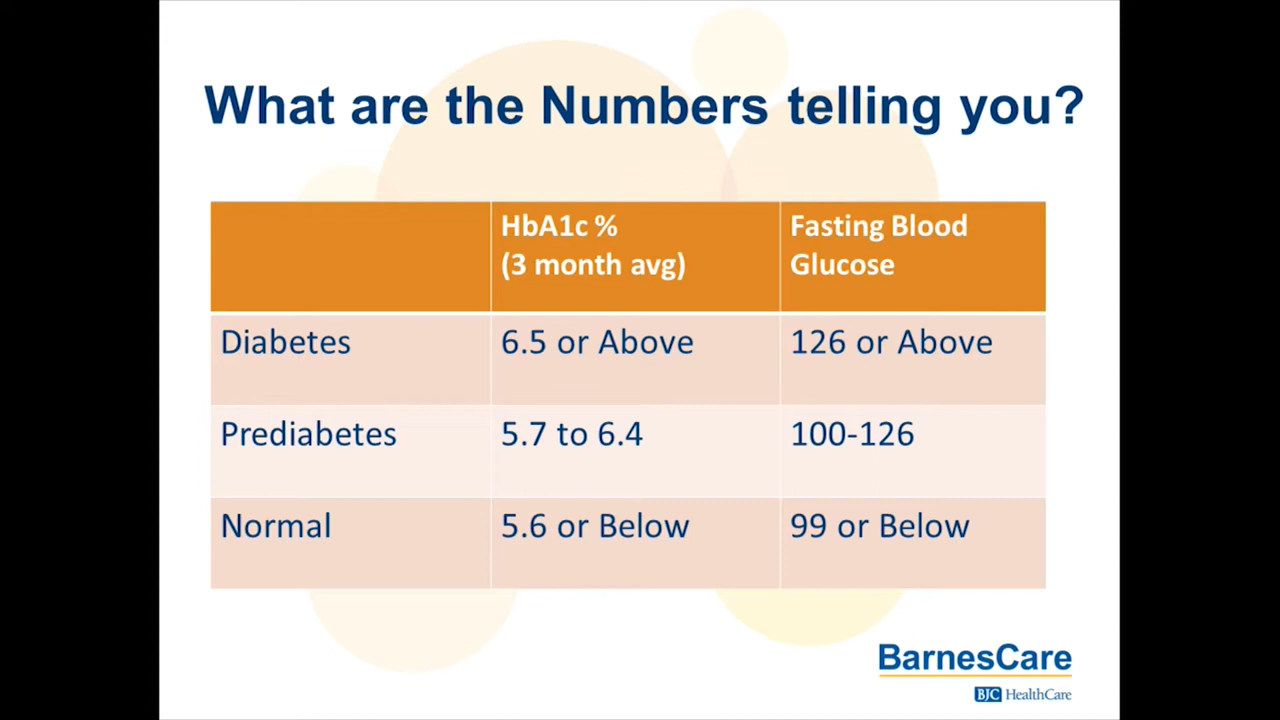 What are the Numbers telling you?
HbA1c %
(3 month avg)
Fasting Blood
Glucose
Diabetes
6.5 or Above
126 or Above
Prediabetes
5.7 to 6.4
100-126
Normal
5.6 or Below
99 or Below
BarnesCare
BJC HealthCare